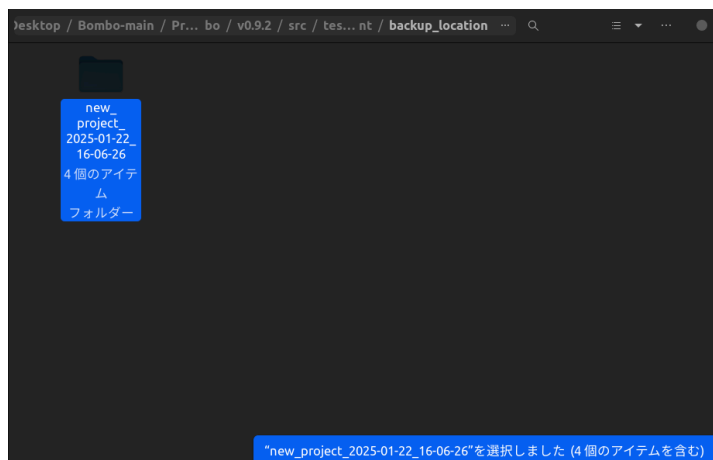 Desktop / Bombo-main / Pr… bo / v0.9.2 / src / tes… nt / backup_location
new_
project_
2025-01-22_
16-06-26
4 個のアイテ
ム
フォルダー
“new_project_2025-01-22_16-06-26”を選択しました (4 個のアイテムを含む)